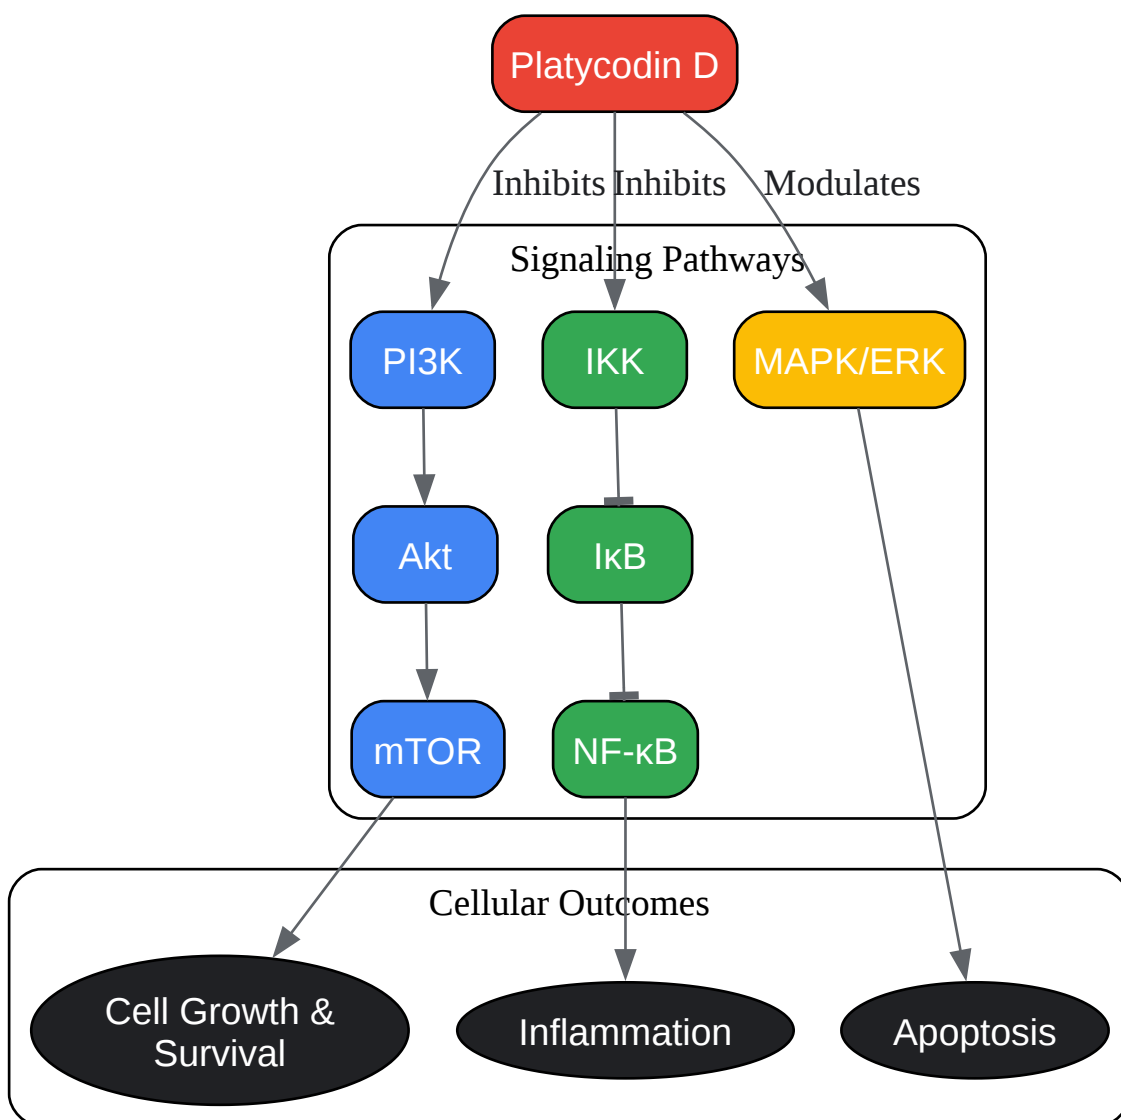 Platycodin D
Inhibits
Inhibits
Modulates
Signaling Pathways
PI3K
IKK
MAPK/ERK
Akt
IκB
mTOR
NF-κB
Cellular Outcomes
Cell Growth &
Survival
Inflammation
Apoptosis